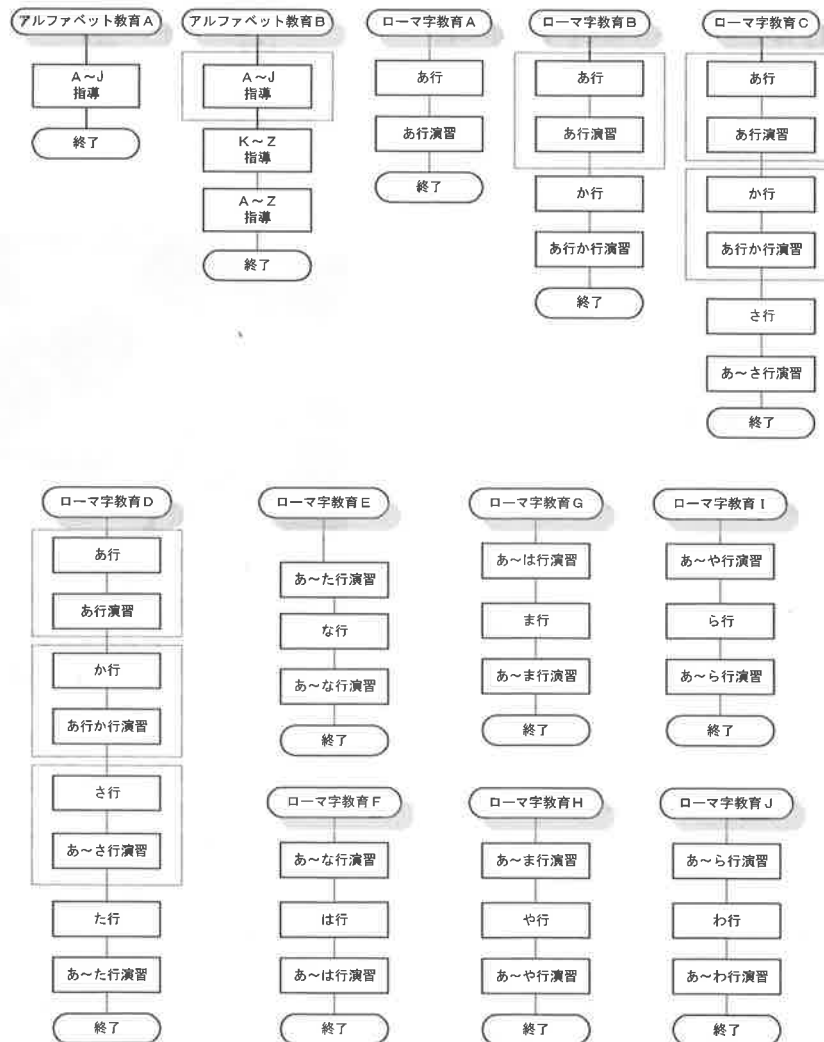 アルファベット教育A
A～J
指導
終了
アルファベット教育B
A～J
指導
K～Z
指導
A～Z
指導
終了
ローマ字教育A
あ行
あ行演習
終了
ローマ字教育B
あ行
あ行演習
か行
あ行か行演習
終了
ローマ字教育C
あ行
あ行演習
か行
あ行か行演習
さ行
あ～さ行演習
終了
ローマ字教育D
あ行
あ行演習
か行
あ行か行演習
さ行
あ～さ行演習
た行
あ～た行演習
終了
ローマ字教育E
あ～た行演習
な行
あ～な行演習
終了
ローマ字教育G
あ～は行演習
ま行
あ～ま行演習
終了
ローマ字教育I
あ～や行演習
ら行
あ～ら行演習
終了
ローマ字教育F
あ～な行演習
は行
あ～は行演習
終了
ローマ字教育H
あ～ま行演習
や行
あ～や行演習
終了
ローマ字教育J
あ～ら行演習
わ行
あ～わ行演習
終了